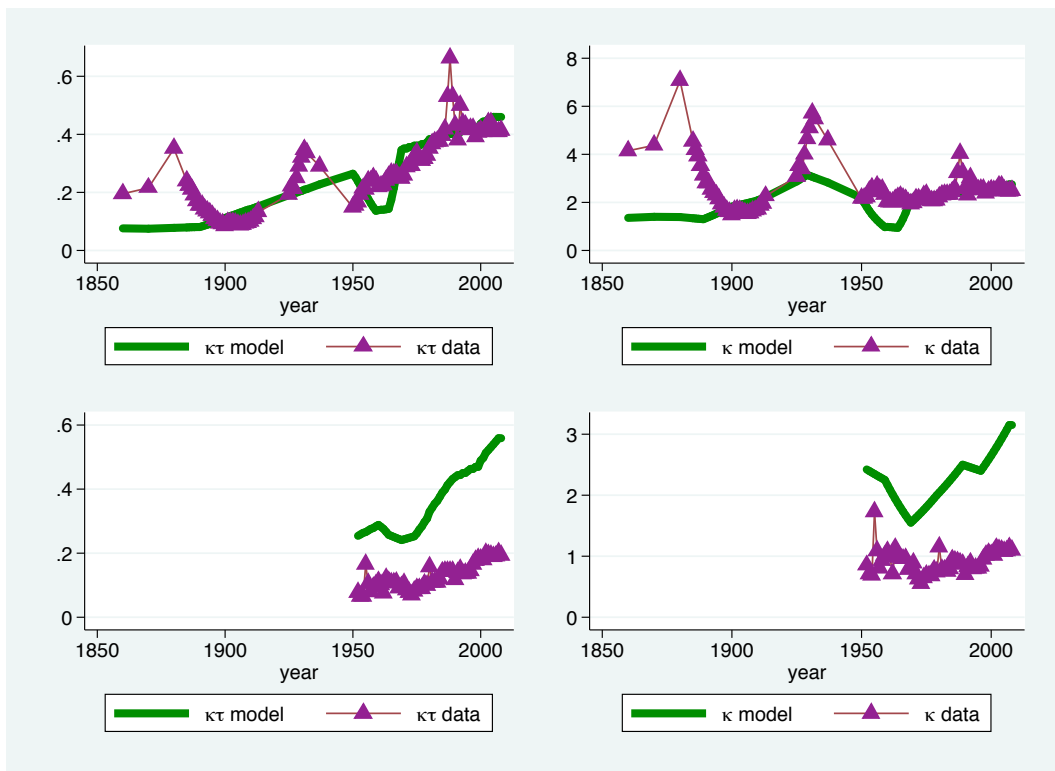 .6
.4
.2
0
1850 1900 1950 2000
year
κτ model κτ data
8
6
4
2
0
1850 1900 1950 2000
year
κ model κ data
.6
.4
.2
0
1850 1900 1950 2000
year
κτ model κτ data
3
2
1
0
1850 1900 1950 2000
year
κ model κ data